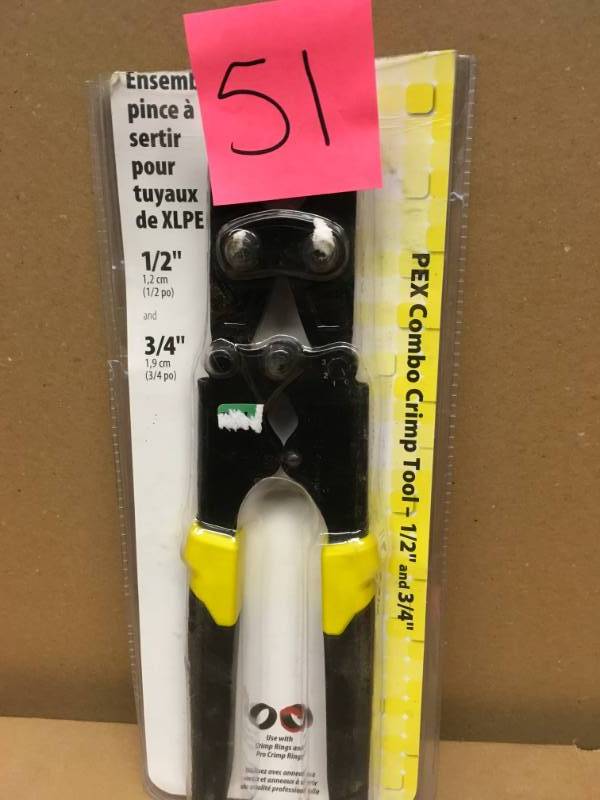 51
Ensemb
pince à
sertir
pour
tuyaux
de XLPE
1/2"
1,2 cm
(1/2 po)
and
3/4"
1,9 cm
(3/4 po)
PEX Combo Crimp Tool – 1/2" and 3/4"
Use with
Crimp Rings and
Pro Crimp Rings